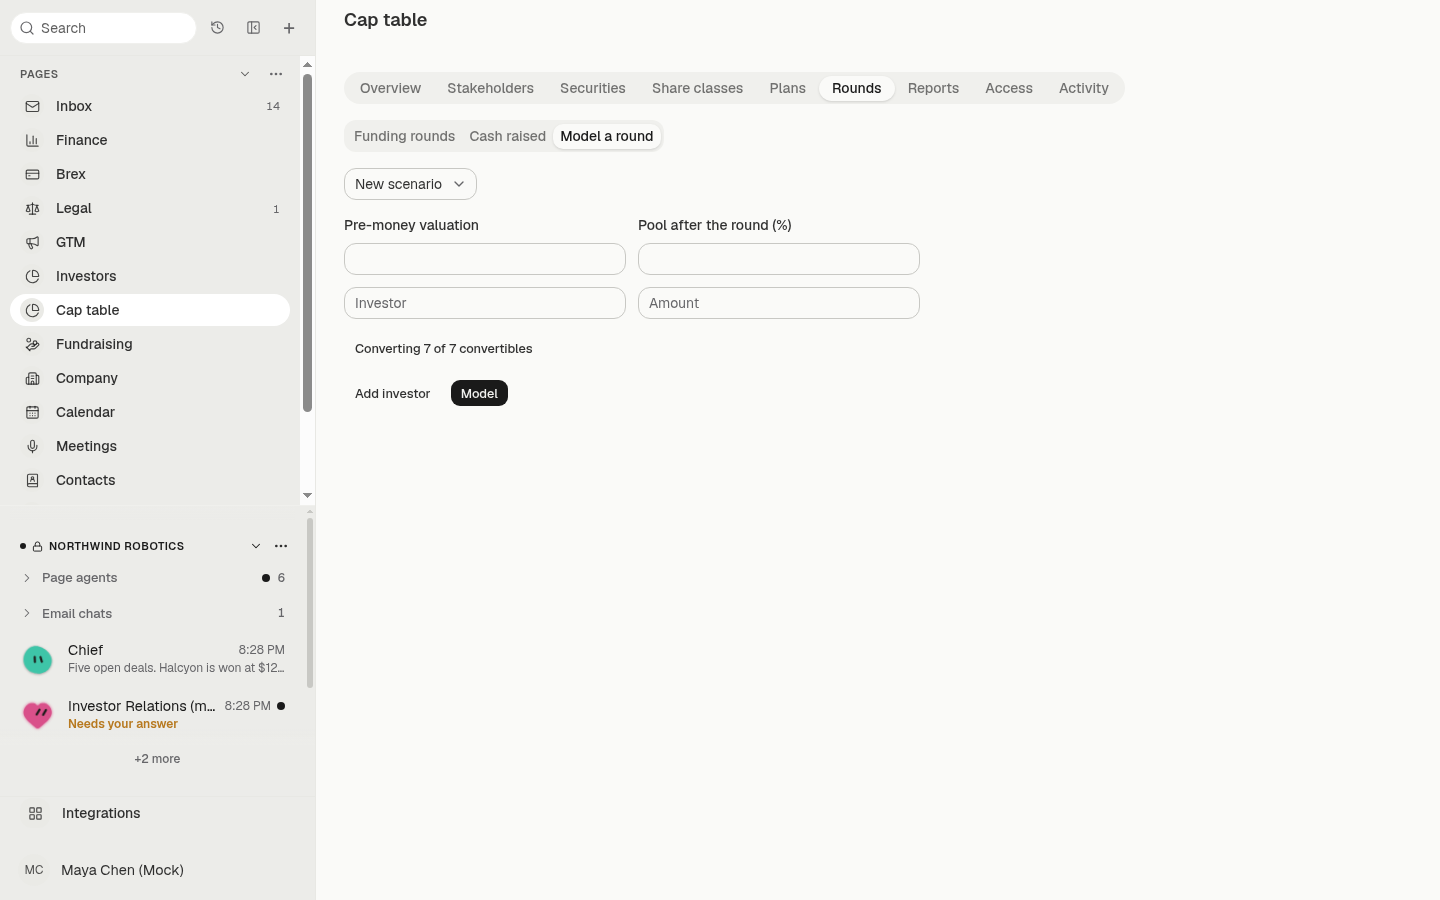 Search
PAGES
Inbox 14
Finance
Brex
Legal 1
GTM
Investors
Cap table
Fundraising
Company
Calendar
Meetings
Contacts
NORTHWIND ROBOTICS
Page agents 6
Email chats 1
Chief 8:28 PM
Five open deals. Halcyon is won at $12…
Investor Relations (m… 8:28 PM
Needs your answer
+2 more
Integrations
MC Maya Chen (Mock)
Cap table
Overview Stakeholders Securities Share classes Plans Rounds Reports Access Activity
Funding rounds Cash raised Model a round
New scenario
Pre-money valuation Pool after the round (%)
Investor Amount
Converting 7 of 7 convertibles
Add investor Model